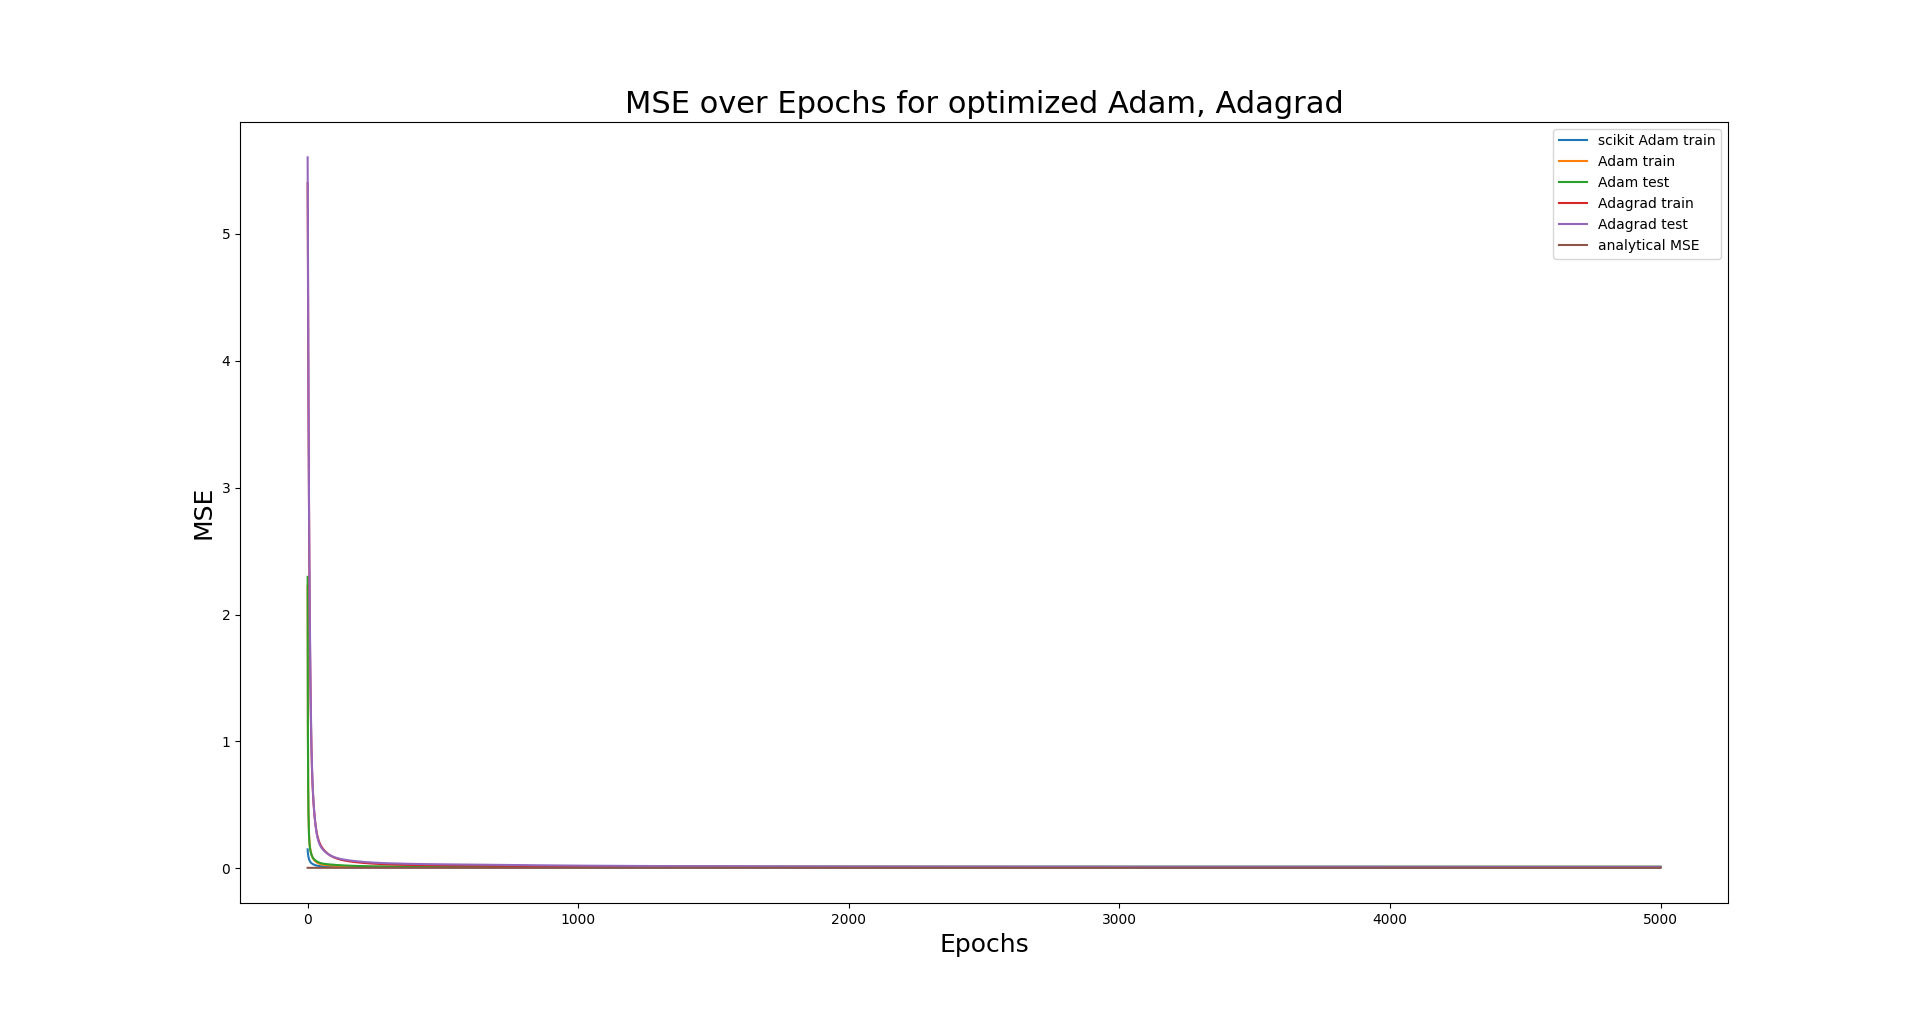 MSE over Epochs for optimized Adam, Adagrad
scikit Adam train
Adam train
Adam test
Adagrad train
Adagrad test
analytical MSE
MSE
5
4
3
2
1
0
0 1000 2000 3000 4000 5000
Epochs